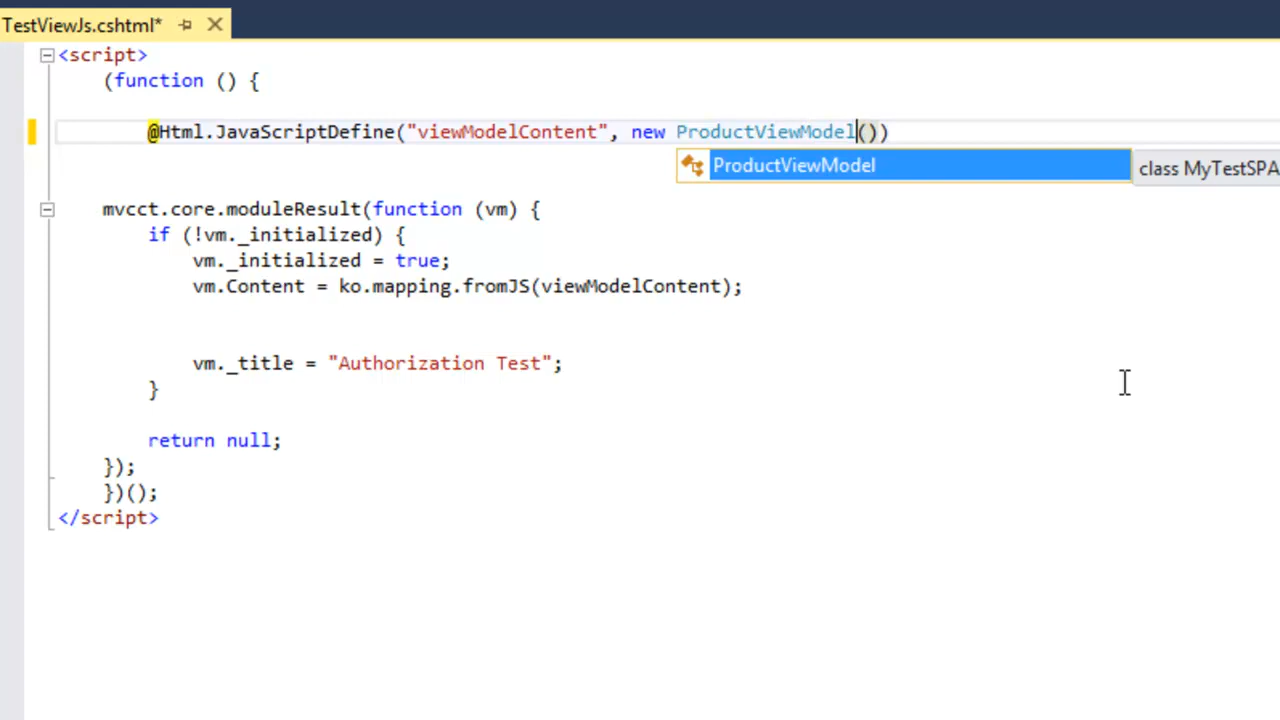 TestViewJs.cshtml*
<script>
(function () {
@Html.JavaScriptDefine("viewModelContent", new ProductViewModel())
ProductViewModel
class MyTestSPA
mvcct.core.moduleResult(function (vm) {
if (!vm._initialized) {
vm._initialized = true;
vm.Content = ko.mapping.fromJS(viewModelContent);
vm._title = "Authorization Test";
}
return null;
});
})();
</script>